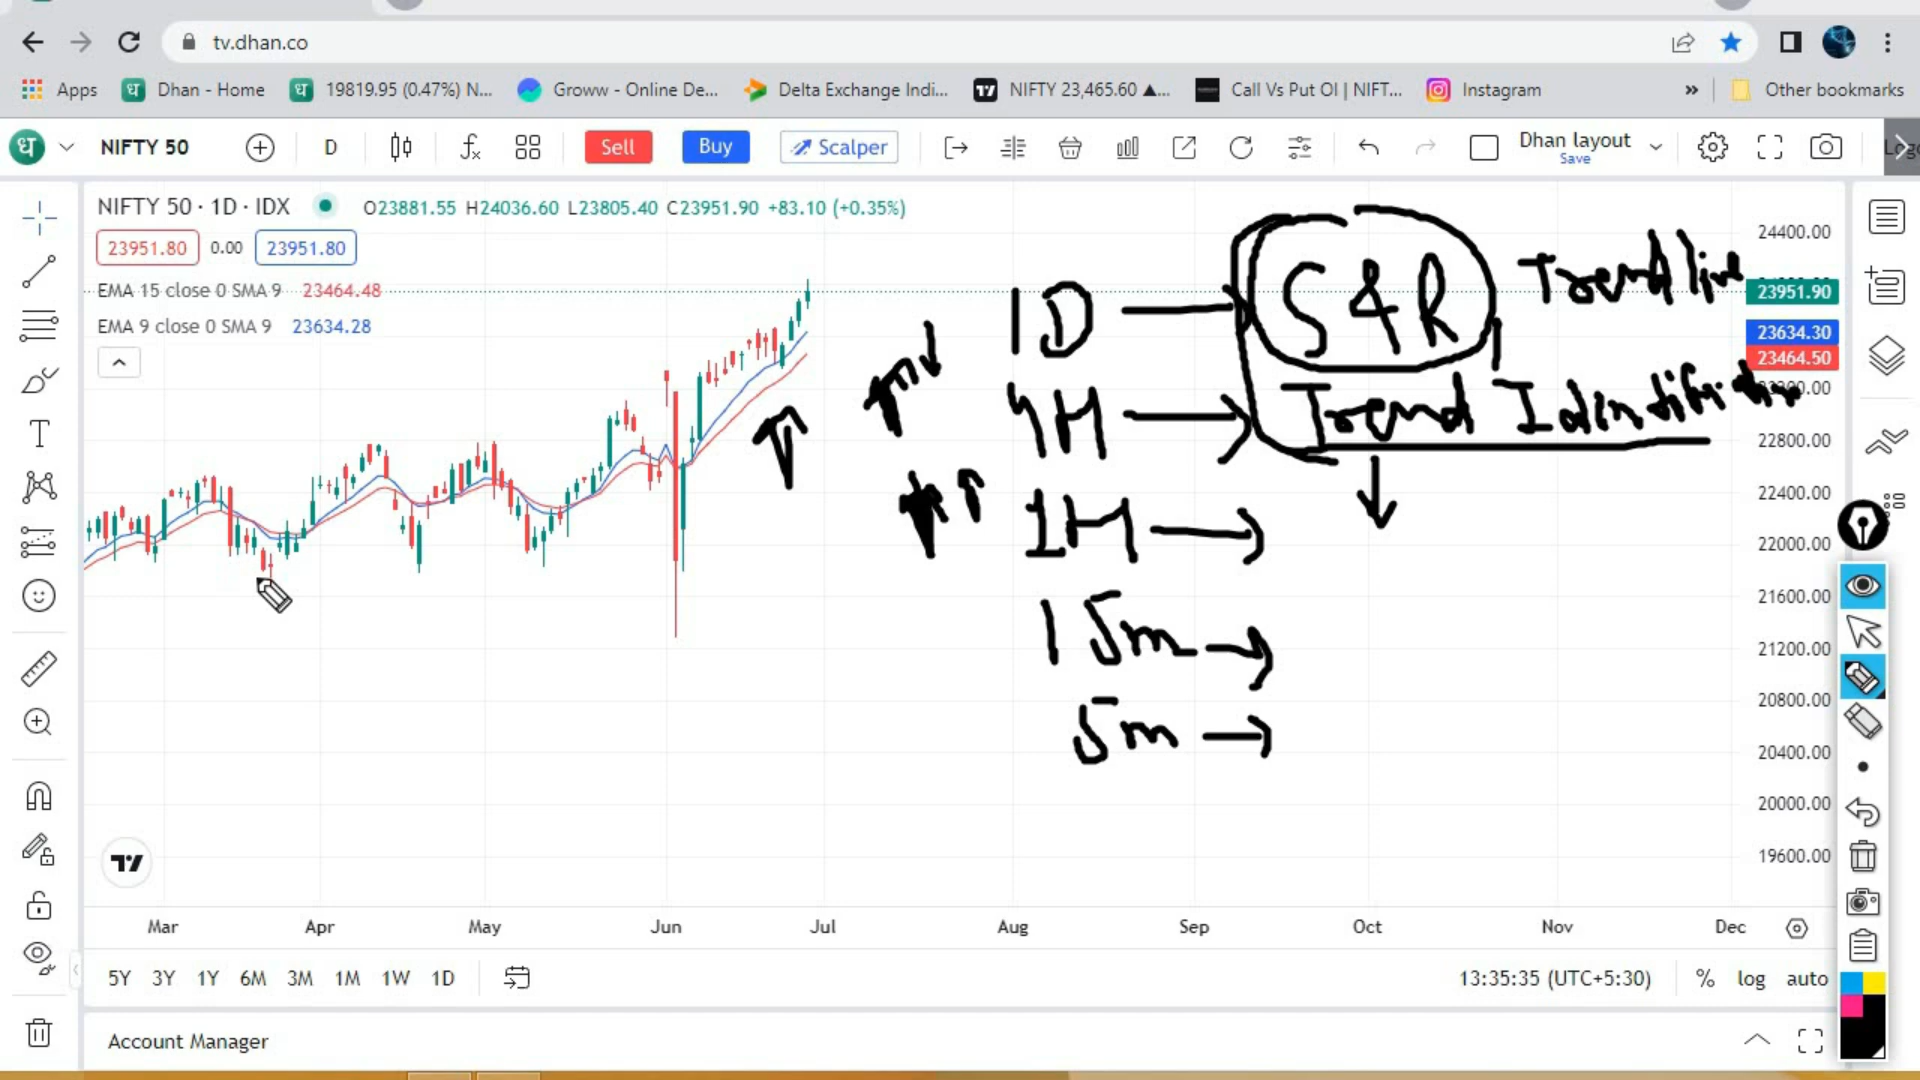 tv.dhan.co
Apps Dhan - Home 19819.95 (0.47%) N... Groww - Online De... Delta Exchange Indi... NIFTY 23,465.60 ▲... Call Vs Put OI | NIFT... Instagram » Other bookmarks
NIFTY 50 D Sell Buy Scalper Dhan layout
Save
NIFTY 50 · 1D · IDX O23881.55 H24036.60 L23805.40 C23951.90 +83.10 (+0.35%)
23951.80 0.00 23951.80
EMA 15 close 0 SMA 9 23464.48
EMA 9 close 0 SMA 9 23634.28
1D → S&R Trend line
4H → Trend
1H →
15m →
5m →
24400.00
23951.90
23634.30
23464.50
22800.00
22400.00
22000.00
21600.00
21200.00
20800.00
20400.00
20000.00
19600.00
Mar Apr May Jun Jul Aug Sep Oct Nov Dec
5Y 3Y 1Y 6M 3M 1M 1W 1D 13:35:35 (UTC+5:30) % log auto
Account Manager